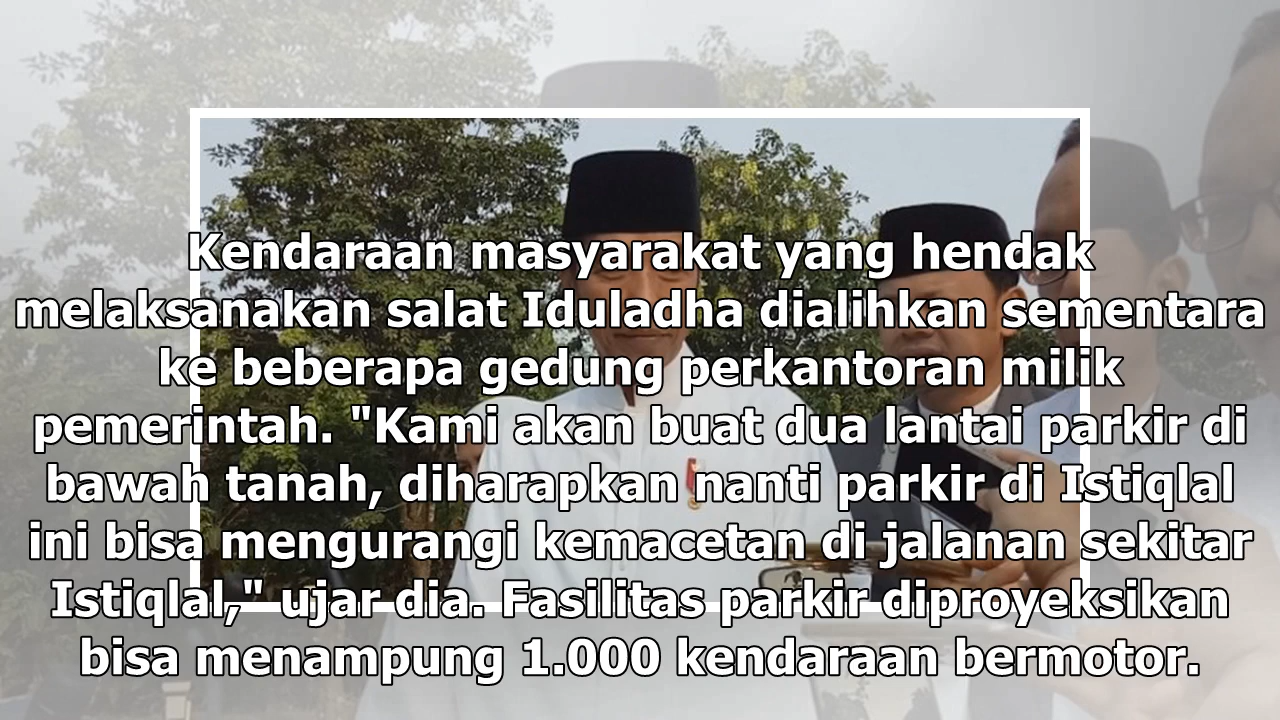 Kendaraan masyarakat yang hendak
melaksanakan salat Iduladha dialihkan sementara
ke beberapa gedung perkantoran milik
pemerintah. "Kami akan buat dua lantai parkir di
bawah tanah, diharapkan nanti parkir di Istiqlal
ini bisa mengurangi kemacetan di jalanan sekitar
Istiqlal," ujar dia. Fasilitas parkir diproyeksikan
bisa menampung 1.000 kendaraan bermotor.